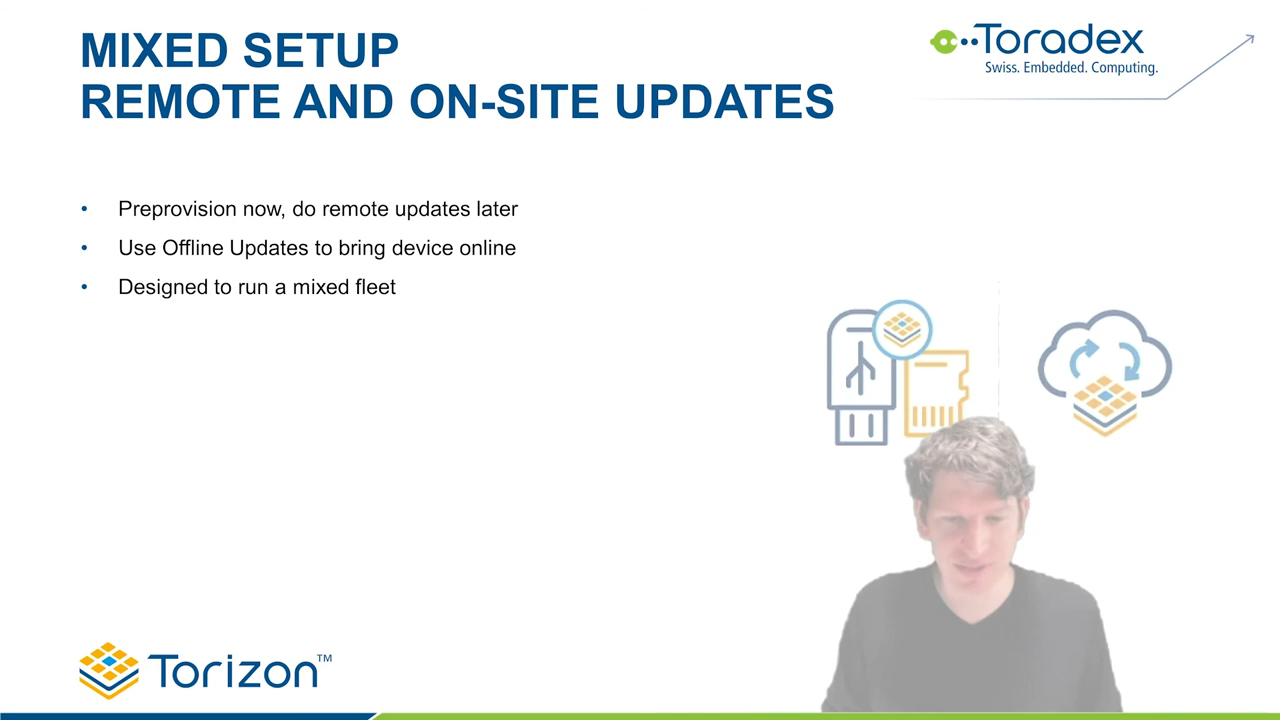 MIXED SETUP
REMOTE AND ON-SITE UPDATES
Toradex
Swiss. Embedded. Computing.
• Preprovision now, do remote updates later
• Use Offline Updates to bring device online
• Designed to run a mixed fleet
Torizon™